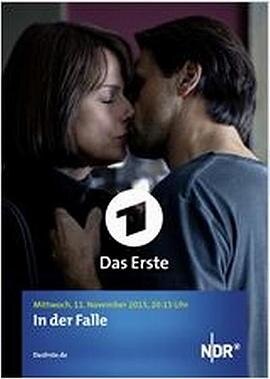 Das Erste
Mittwoch, 11. November 2015, 20:15 Uhr
In der Falle
DasErste.de
NDR®